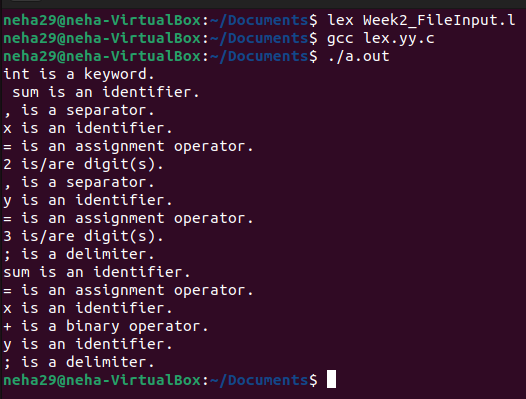 neha29@neha-VirtualBox:~/Documents$ lex Week2_FileInput.l
neha29@neha-VirtualBox:~/Documents$ gcc lex.yy.c
neha29@neha-VirtualBox:~/Documents$ ./a.out
int is a keyword.
 sum is an identifier.
, is a separator.
x is an identifier.
= is an assignment operator.
2 is/are digit(s).
, is a separator.
y is an identifier.
= is an assignment operator.
3 is/are digit(s).
; is a delimiter.
sum is an identifier.
= is an assignment operator.
x is an identifier.
+ is a binary operator.
y is an identifier.
; is a delimiter.
neha29@neha-VirtualBox:~/Documents$